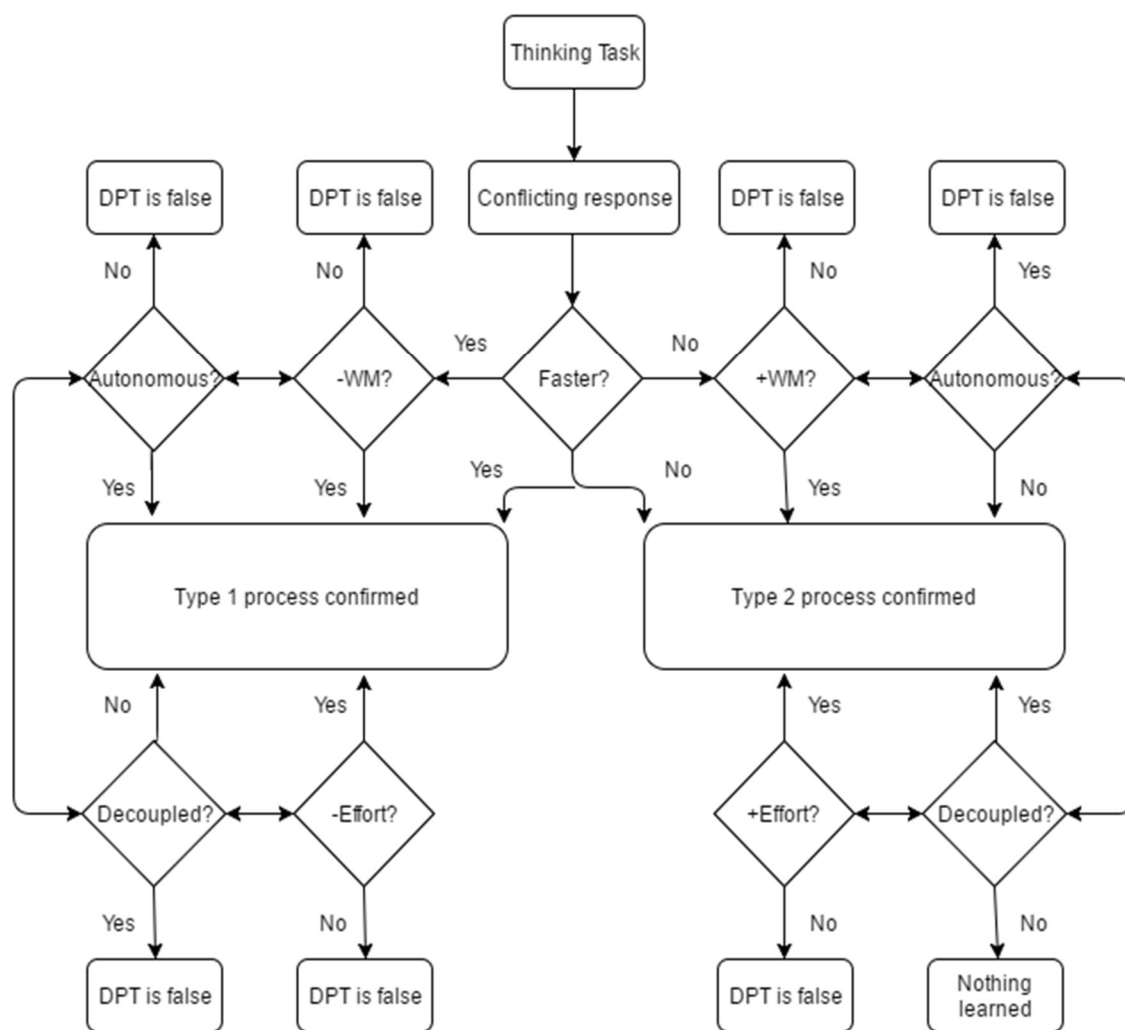 Thinking Task
DPT is false
DPT is false
Conflicting response
DPT is false
DPT is false
No
No
No
Yes
Yes
No
Autonomous?
-WM?
Faster?
+WM?
Autonomous?
Yes
Yes
Yes
No
Yes
No
Type 1 process confirmed
Type 2 process confirmed
No
Yes
Yes
Yes
Decoupled?
-Effort?
+Effort?
Decoupled?
Yes
No
No
No
DPT is false
DPT is false
DPT is false
Nothing
learned